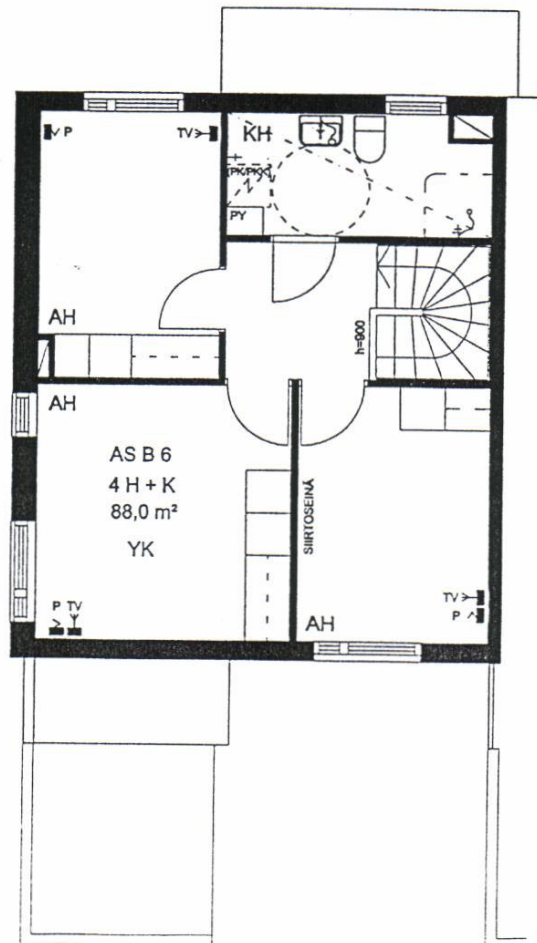 P
TV
KH
PK/PKK
PY
AH
h=900
AH
AS B 6
4 H + K
88,0 m²
YK
SIIRTOSEINÄ
P TV
TV
P
AH